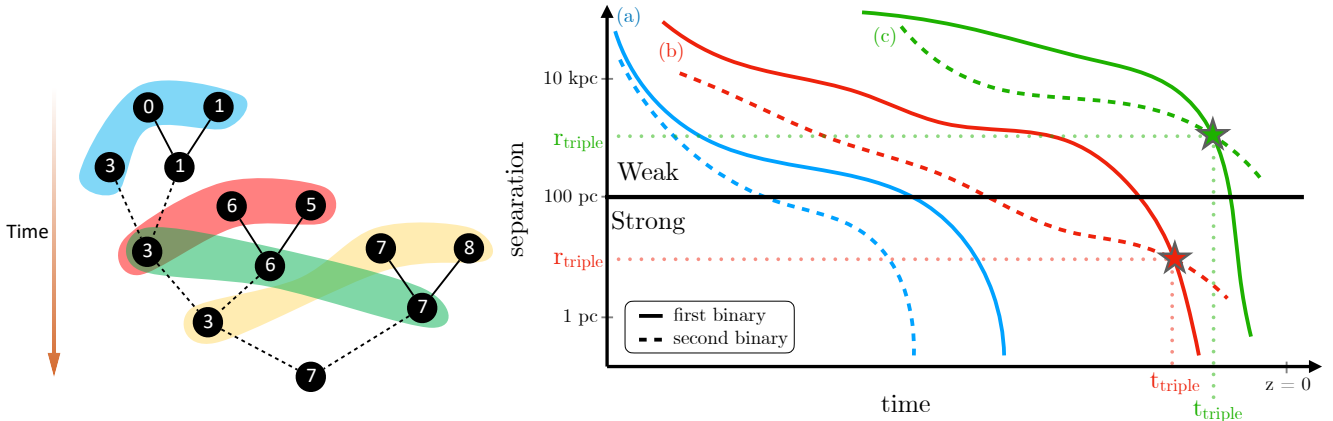 0
1
3
1
6
5
3
6
7
8
3
7
7
Time
(a)
(b)
(c)
10 kpc
r_triple
Weak
100 pc
Strong
r_triple
1 pc
separation
first binary
second binary
t_triple
t_triple
z = 0
time